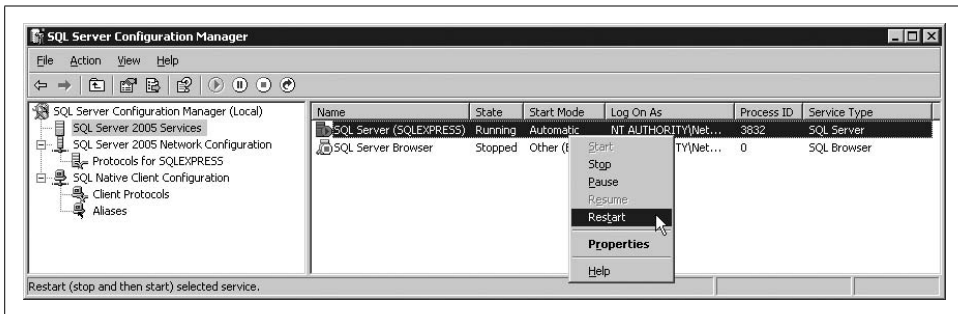 SQL Server Configuration Manager
File Action View Help
SQL Server Configuration Manager (Local)
SQL Server 2005 Services
SQL Server 2005 Network Configuration
Protocols for SQLEXPRESS
SQL Native Client Configuration
Client Protocols
Aliases
Name State Start Mode Log On As Process ID Service Type
SQL Server (SQLEXPRESS) Running Automatic NT AUTHORITY\Net... 3832 SQL Server
SQL Server Browser Stopped Other (B TY\Net... 0 SQL Browser
Start
Stop
Pause
Resume
Restart
Properties
Help
Restart (stop and then start) selected service.